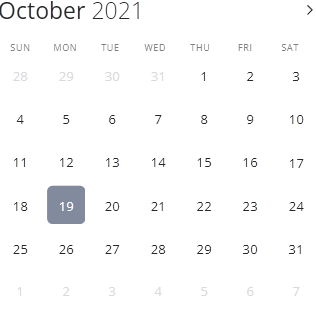 October 2021
SUN MON TUE WED THU FRI SAT
28 29 30 31 1 2 3
4 5 6 7 8 9 10
11 12 13 14 15 16 17
18 19 20 21 22 23 24
25 26 27 28 29 30 31
1 2 3 4 5 6 7